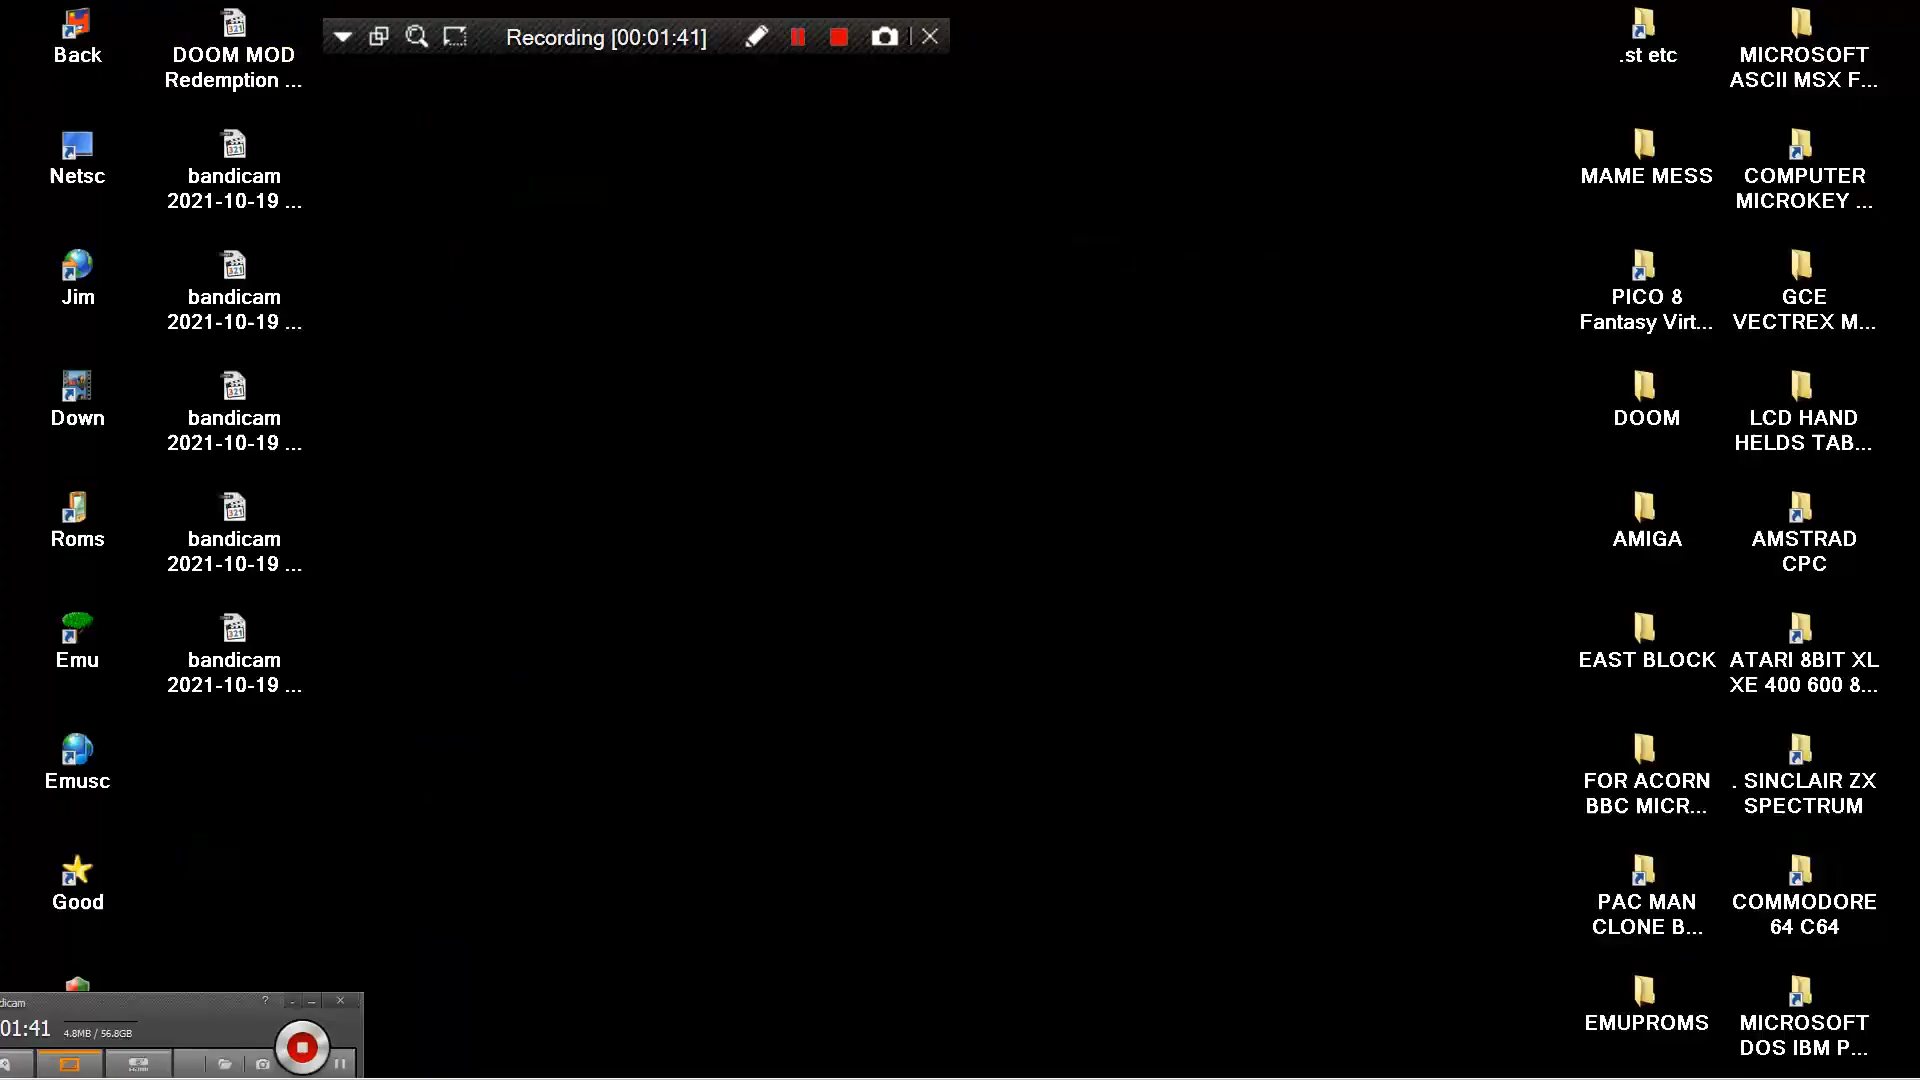 Recording [00:01:41]
Back
DOOM MOD
Redemption ...
.st etc
MICROSOFT
ASCII MSX F...
Netsc
bandicam
2021-10-19 ...
MAME MESS
COMPUTER
MICROKEY ...
Jim
bandicam
2021-10-19 ...
PICO 8
Fantasy Virt...
GCE
VECTREX M...
Down
bandicam
2021-10-19 ...
DOOM
LCD HAND
HELDS TAB...
Roms
bandicam
2021-10-19 ...
AMIGA
AMSTRAD
CPC
Emu
bandicam
2021-10-19 ...
EAST BLOCK
ATARI 8BIT XL
XE 400 600 8...
Emusc
FOR ACORN
BBC MICR...
. SINCLAIR ZX
SPECTRUM
Good
PAC MAN
CLONE B...
COMMODORE
64 C64
EMUPROMS
MICROSOFT
DOS IBM P...
dicam
01:41
4.8MB / 56.8GB